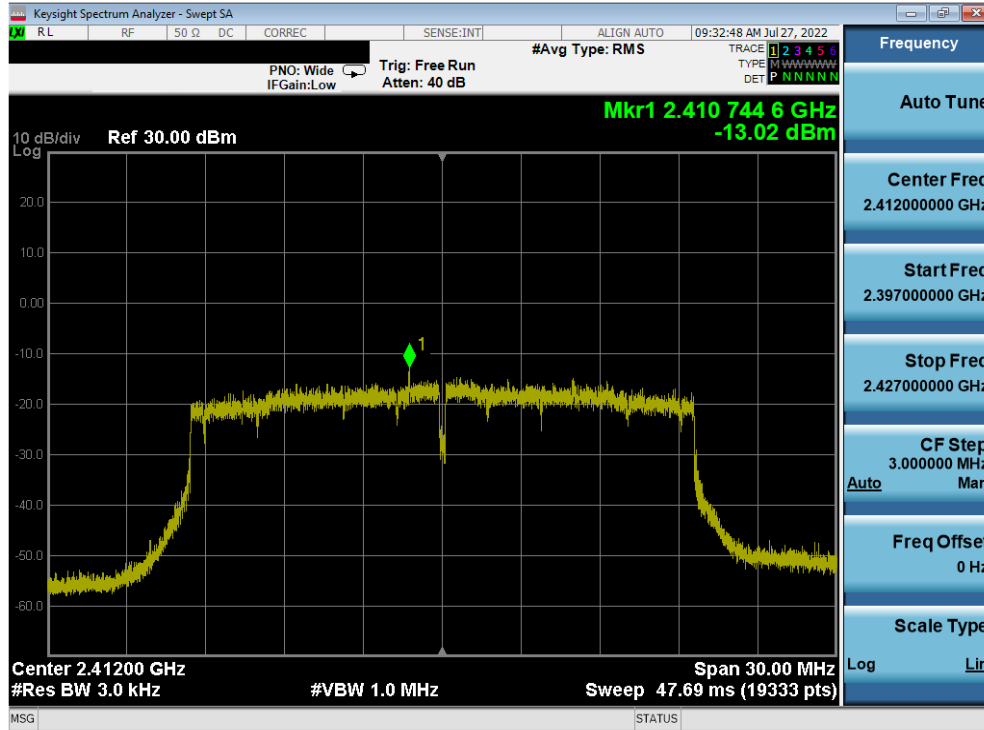 Keysight Spectrum Analyzer - Swept SA
LXI RL RF 50 Ω DC CORREC SENSE:INT ALIGN AUTO 09:32:48 AM Jul 27, 2022
#Avg Type: RMS TRACE 1 2 3 4 5 6
PNO: Wide Trig: Free Run TYPE M WWWWW
IFGain:Low Atten: 40 dB DET P N N N N N
Mkr1 2.410 744 6 GHz
-13.02 dBm
10 dB/div Ref 30.00 dBm
Log
20.0
10.0
0.00
1
-10.0
-20.0
-30.0
-40.0
-50.0
-60.0
Center 2.41200 GHz Span 30.00 MHz
#Res BW 3.0 kHz #VBW 1.0 MHz Sweep 47.69 ms (19333 pts)
MSG STATUS
Frequency
Auto Tune
Center Freq
2.412000000 GHz
Start Freq
2.397000000 GHz
Stop Freq
2.427000000 GHz
CF Step
3.000000 MHz
Auto Man
Freq Offset
0 Hz
Scale Type
Log Lin